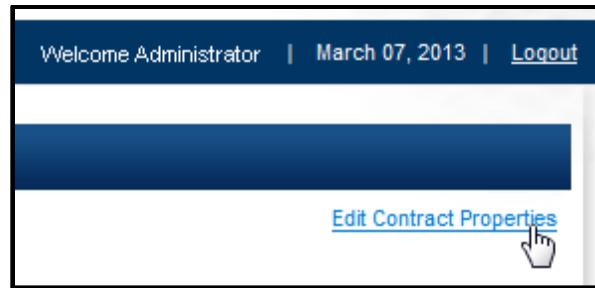 Welcome Administrator | March 07, 2013 | Logout
Edit Contract Properties